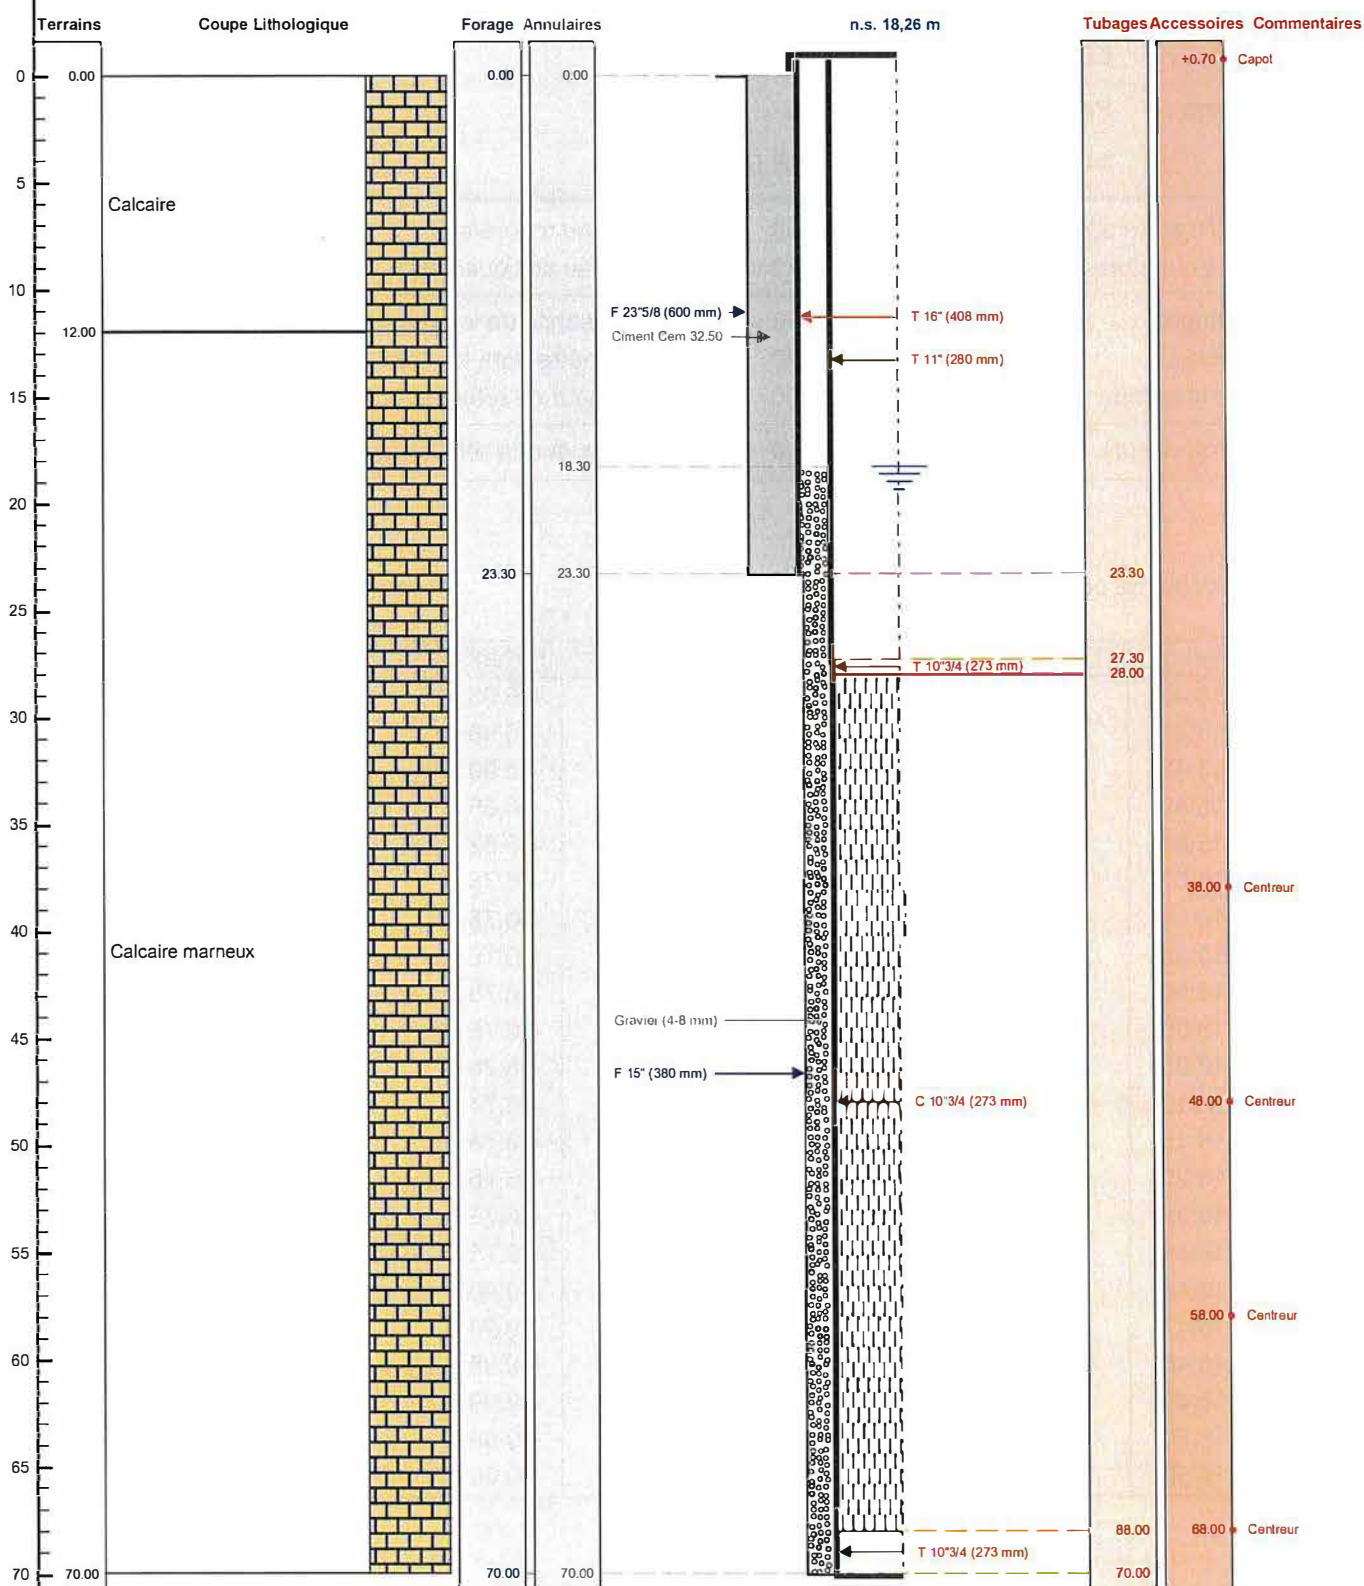 Terrains Coupe Lithologique Forage Annulaires n.s. 18,26 m Tubages Accessoires Commentaires
+0.70 Capot
0 0.00 0.00 0.00
5
Calcaire
10
F 23"5/8 (600 mm) T 16" (408 mm)
12.00 Ciment Cem 32.50
T 11" (280 mm)
15
18.30
20
23.30 23.30 23.30
25
27.30
T 10"3/4 (273 mm)
28.00
30
35
38.00 Centreur
40
Calcaire marneux
Gravier (4-8 mm)
45
F 15" (380 mm)
C 10"3/4 (273 mm) 48.00 Centreur
50
55
58.00 Centreur
60
65
88.00 68.00 Centreur
T 10"3/4 (273 mm)
70 70.00 70.00 70.00 70.00